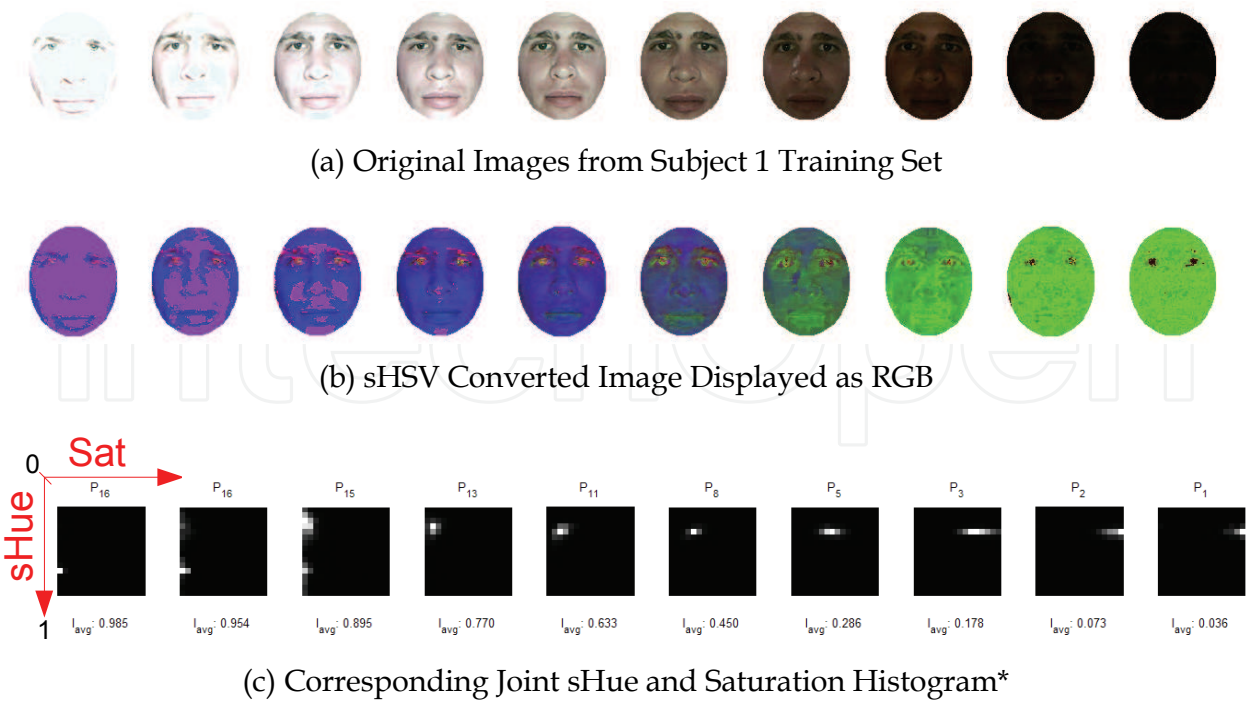 (a) Original Images from Subject 1 Training Set
(b) sHSV Converted Image Displayed as RGB
intechopen
0 Sat
sHue
1
P16 P16 P15 P13 P11 P8 P5 P3 P2 P1
Iavg: 0.985 Iavg: 0.954 Iavg: 0.895 Iavg: 0.770 Iavg: 0.633 Iavg: 0.450 Iavg: 0.286 Iavg: 0.178 Iavg: 0.073 Iavg: 0.036
(c) Corresponding Joint sHue and Saturation Histogram*